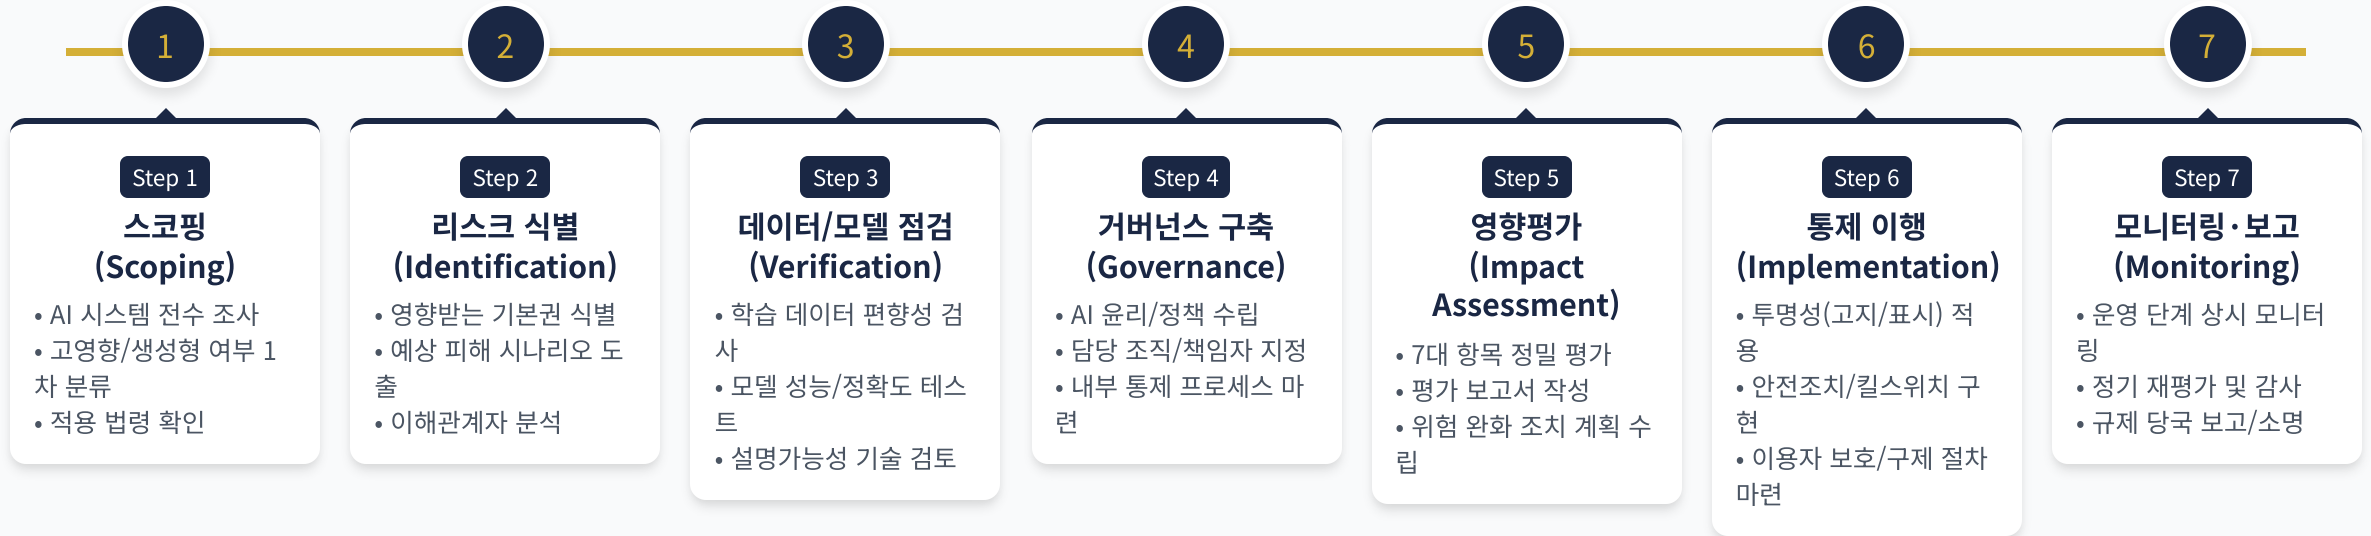 1
2
3
4
5
6
7
Step 1
스코핑
(Scoping)
• AI 시스템 전수 조사
• 고영향/생성형 여부 1
차 분류
• 적용 법령 확인
Step 2
리스크 식별
(Identification)
• 영향받는 기본권 식별
• 예상 피해 시나리오 도
출
• 이해관계자 분석
Step 3
데이터/모델 점검
(Verification)
• 학습 데이터 편향성 검
사
• 모델 성능/정확도 테스
트
• 설명가능성 기술 검토
Step 4
거버넌스 구축
(Governance)
• AI 윤리/정책 수립
• 담당 조직/책임자 지정
• 내부 통제 프로세스 마
련
Step 5
영향평가
(Impact
Assessment)
• 7대 항목 정밀 평가
• 평가 보고서 작성
• 위험 완화 조치 계획 수
립
Step 6
통제 이행
(Implementation)
• 투명성(고지/표시) 적
용
• 안전조치/킬스위치 구
현
• 이용자 보호/구제 절차
마련
Step 7
모니터링·보고
(Monitoring)
• 운영 단계 상시 모니터
링
• 정기 재평가 및 감사
• 규제 당국 보고/소명